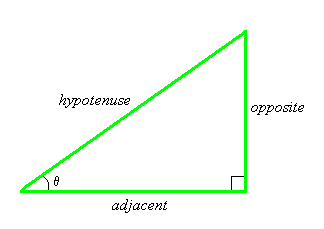 hypotenuse
opposite
θ
adjacent